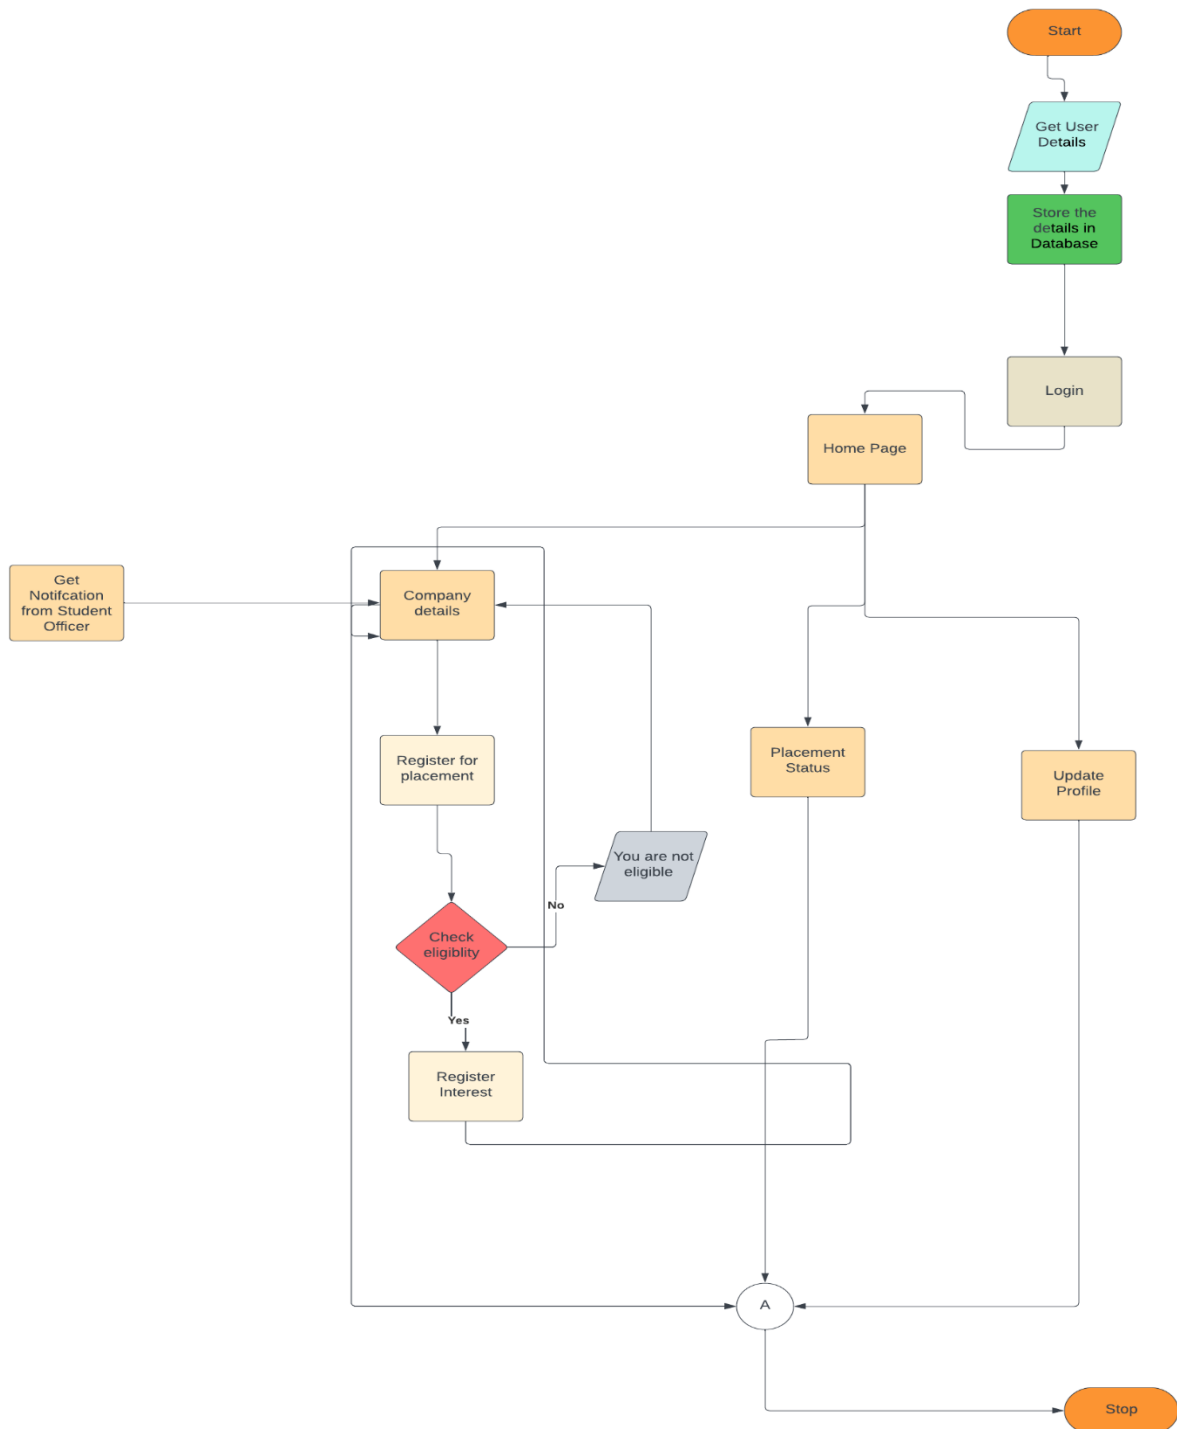 Start
Get User
Details
Store the
details in
Database
Login
Home Page
Get
Notifcation
from Student
Officer
Company
details
Register for
placement
Placement
Status
Update
Profile
You are not
eligible
No
Check
eligiblity
Yes
Register
Interest
A
Stop